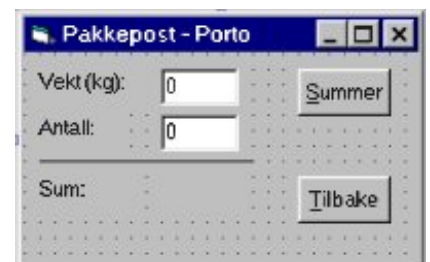 Pakkepost - Porto
Vekt (kg): 0 Summer
Antall: 0
Sum: Tilbake